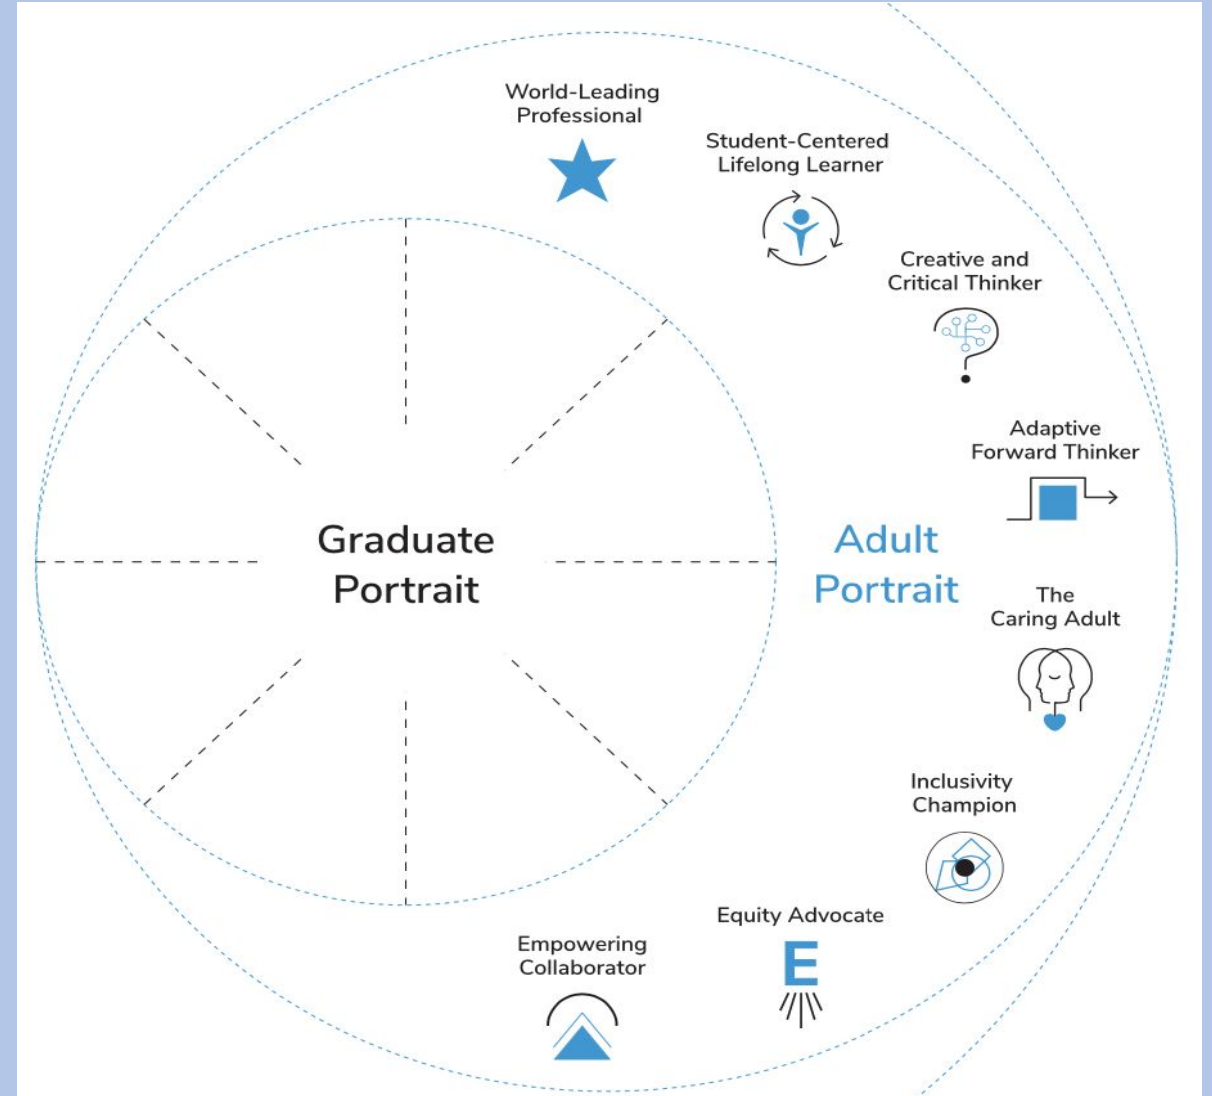 World-Leading
Professional
Student-Centered
Lifelong Learner
Creative and
Critical Thinker
Adaptive
Forward Thinker
Graduate
Portrait
Adult
Portrait
The
Caring Adult
Inclusivity
Champion
Equity Advocate
E
Empowering
Collaborator